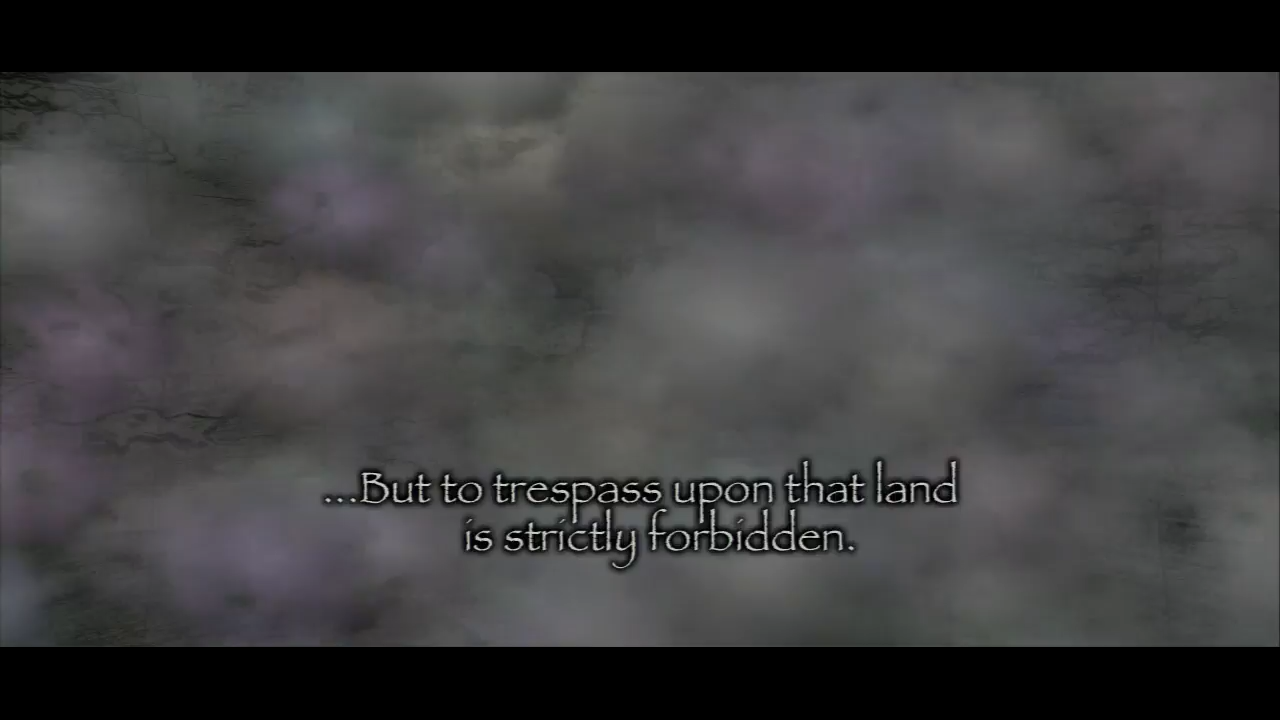 ...But to trespass upon that land
is strictly forbidden.